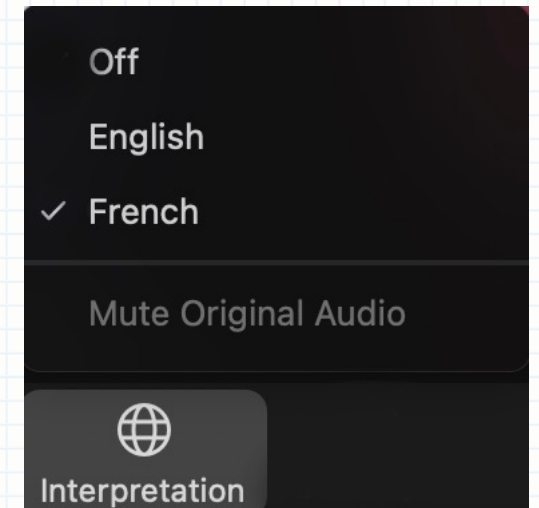 Off
English
French
Mute Original Audio
Interpretation